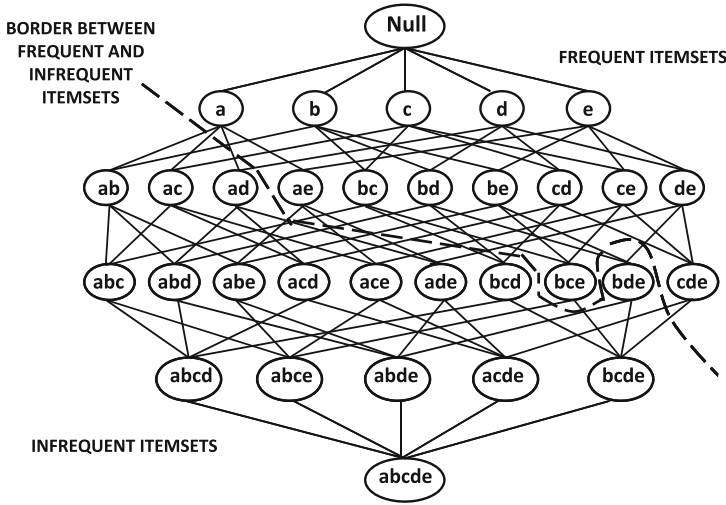 Null
BORDER BETWEEN
FREQUENT AND
INFREQUENT
ITEMSETS
FREQUENT ITEMSETS
a b c d e
ab ac ad ae bc bd be cd ce de
abc abd abe acd ace ade bcd bce bde cde
abcd abce abde acde bcde
INFREQUENT ITEMSETS
abcde